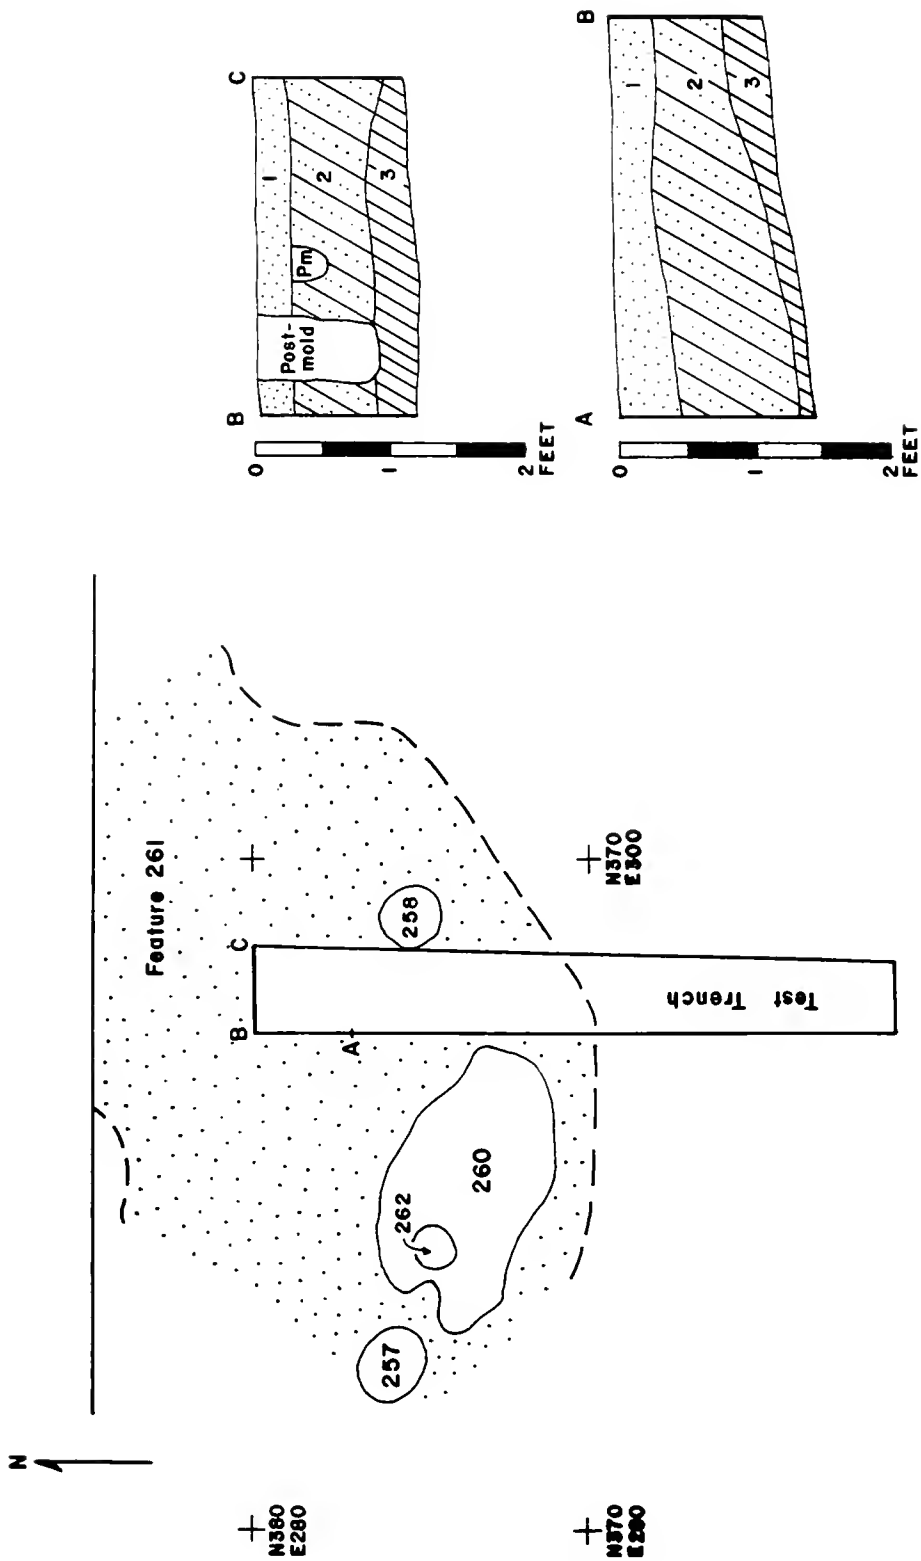 N
Feature 261
B
C
A
258
257
262
260
Test
Trench
N380
E280
N370
E280
N370
E300
B
C
1
2
3
Post-
mold
Pm
0
1
2
FEET
A
B
1
2
3
0
1
2
FEET